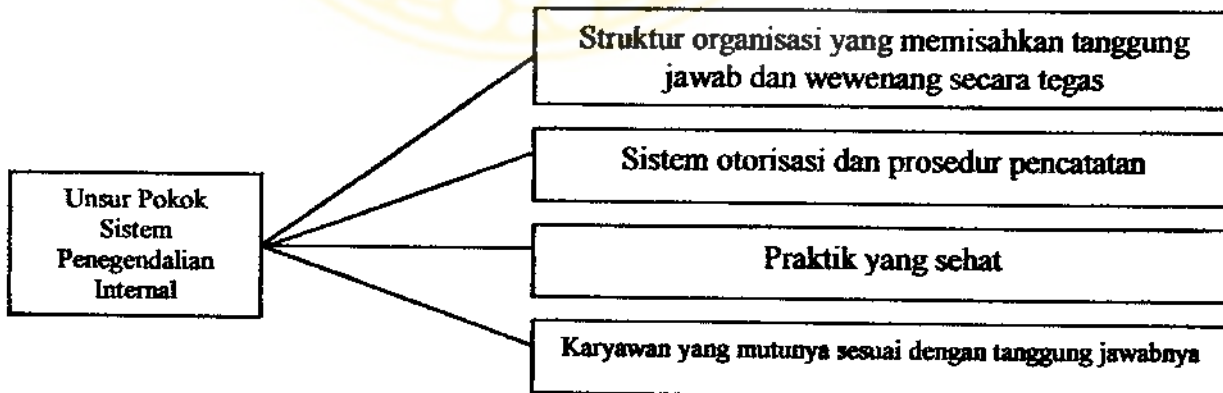 Struktur organisasi yang memisahkan tanggung
jawab dan wewenang secara tegas
Sistem otorisasi dan prosedur pencatatan
Unsur Pokok
Sistem
Penegendalian
Internal
Praktik yang sehat
Karyawan yang mutunya sesuai dengan tanggung jawabnya